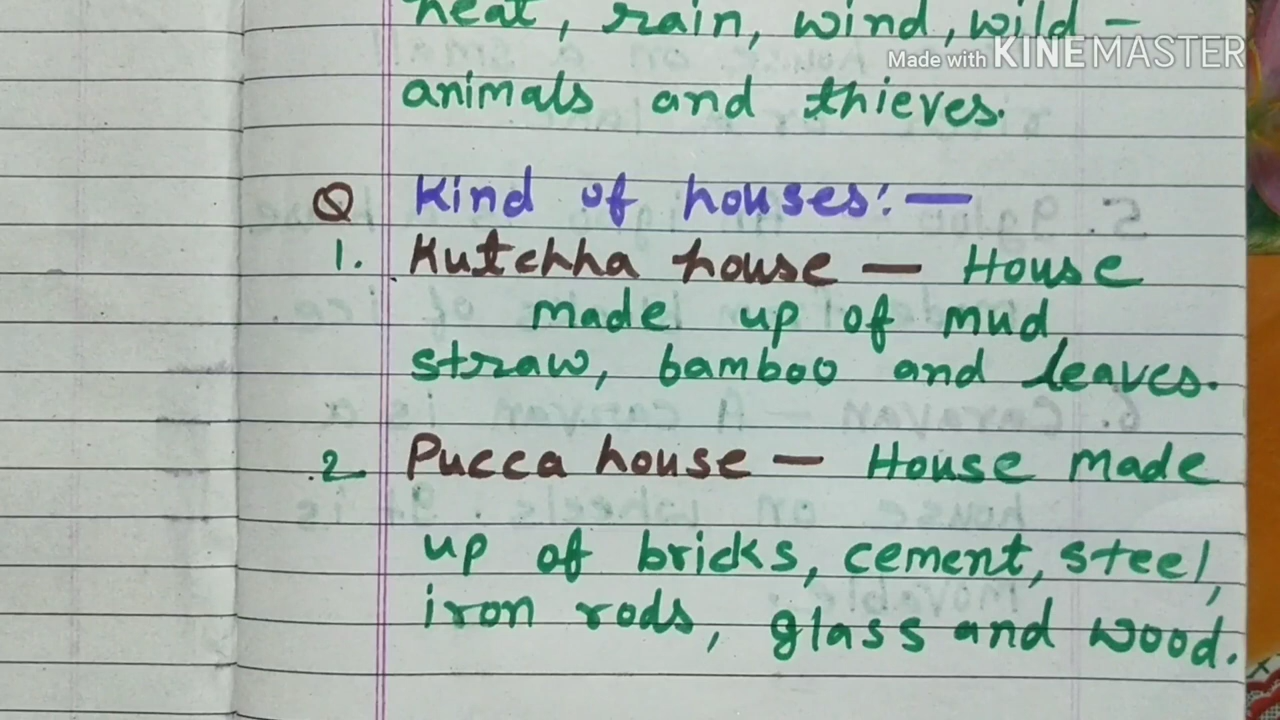 heat, rain, wind, wild -
Made with KINEMASTER
animals and thieves.
Q Kind of houses:—
1. Kutchha house — House
made up of mud
straw, bamboo and leaves.
2. Pucca house — House made
up of bricks, cement, steel,
iron rods, glass and wood.